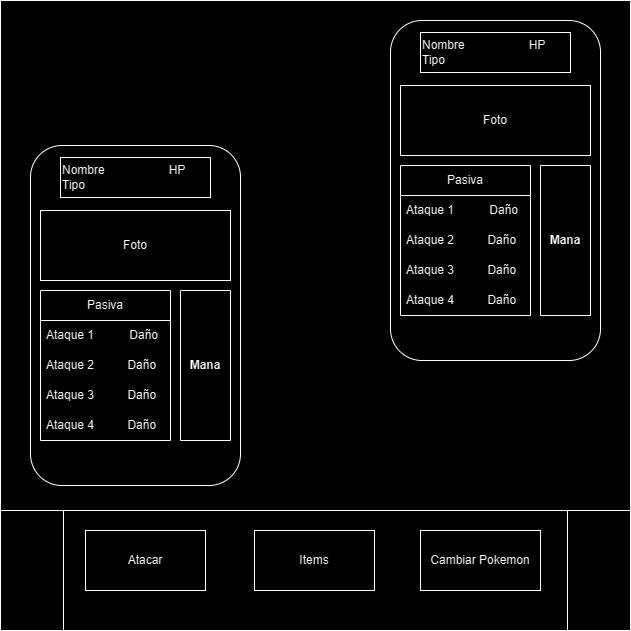 Nombre HP
Tipo
Foto
Pasiva
Ataque 1 Daño
Ataque 2 Daño
Ataque 3 Daño
Ataque 4 Daño
Mana
Nombre HP
Tipo
Foto
Pasiva
Ataque 1 Daño
Ataque 2 Daño
Ataque 3 Daño
Ataque 4 Daño
Mana
Atacar
Items
Cambiar Pokemon